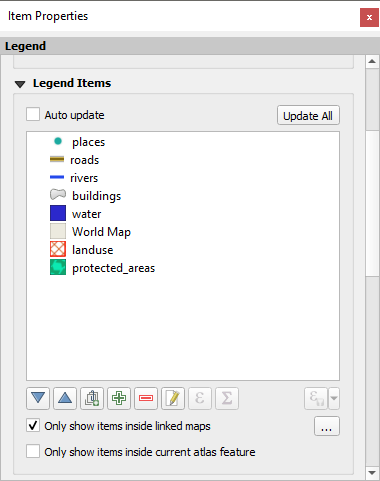 Item Properties
x
Legend
Legend Items
Auto update
Update All
places
roads
rivers
buildings
water
World Map
landuse
protected_areas
ε Σ ε
Only show items inside linked maps
...
Only show items inside current atlas feature